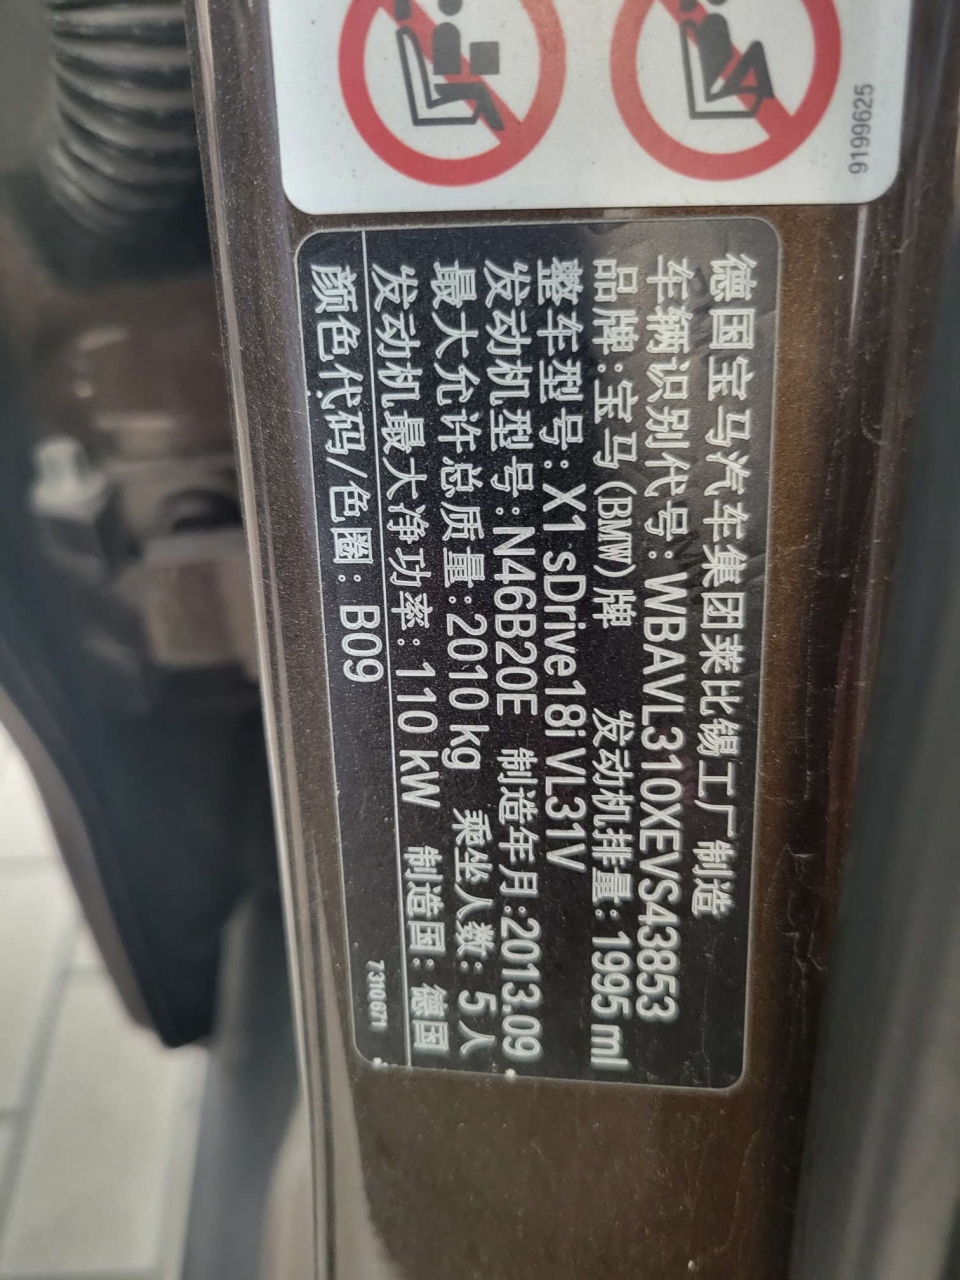 9199625
德国宝马汽车集团莱比锡工厂制造
车辆识别代号:WBAVL310XEVS43853
品牌:宝马(BMW)牌 发动机排量:1995 ml
整车型号:X1 sDrive18i VL31V
发动机型号:N46B20E 制造年月:2013.09
最大允许总质量:2010 kg 乘坐人数:5人
发动机最大净功率:110 kW 制造国:德国
颜色代码/色圈:B09
7310671